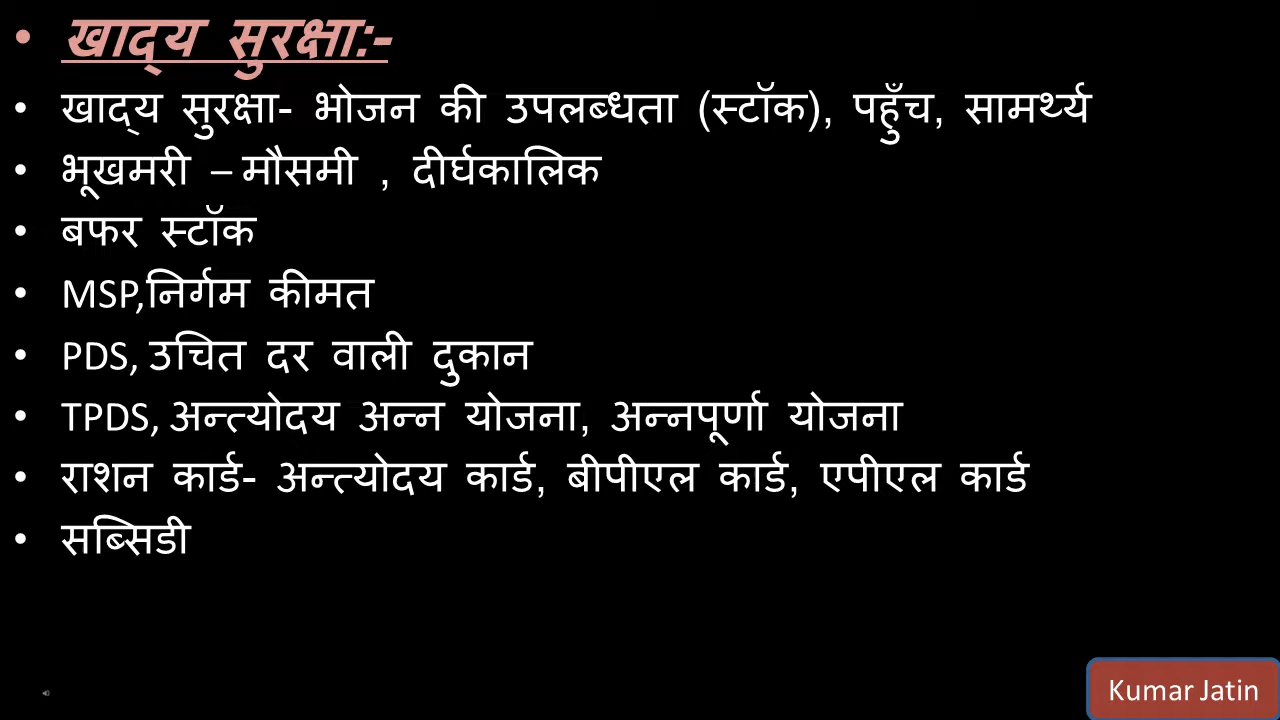 • खाद्य सुरक्षा:-
• खाद्य सुरक्षा- भोजन की उपलब्धता (स्टॉक), पहुँच, सामर्थ्य
• भूखमरी – मौसमी , दीर्घकालिक
• बफर स्टॉक
• MSP,निर्गम कीमत
• PDS, उचित दर वाली दुकान
• TPDS, अन्त्योदय अन्न योजना, अन्नपूर्णा योजना
• राशन कार्ड- अन्त्योदय कार्ड, बीपीएल कार्ड, एपीएल कार्ड
• सब्सिडी
Kumar Jatin